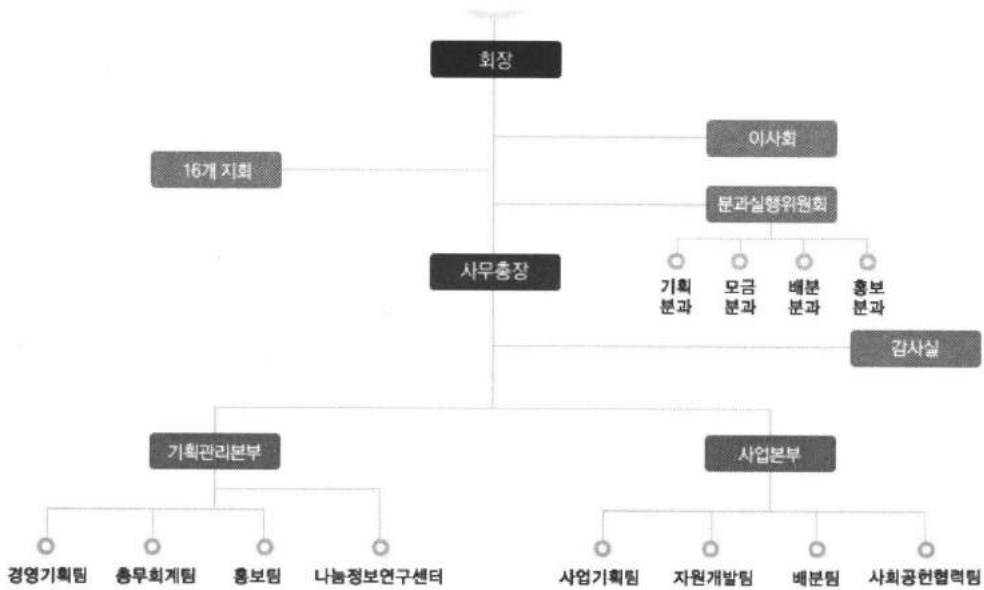 회장
이사회
16개 지회
분과실행위원회
사무총장
기획 모금 배분 홍보
분과 분과 분과 분과
감사실
기획관리본부 사업본부
경영기획팀 총무회계팀 홍보팀 나눔정보연구센터 사업기획팀 자원개발팀 배분팀 사회공헌협력팀